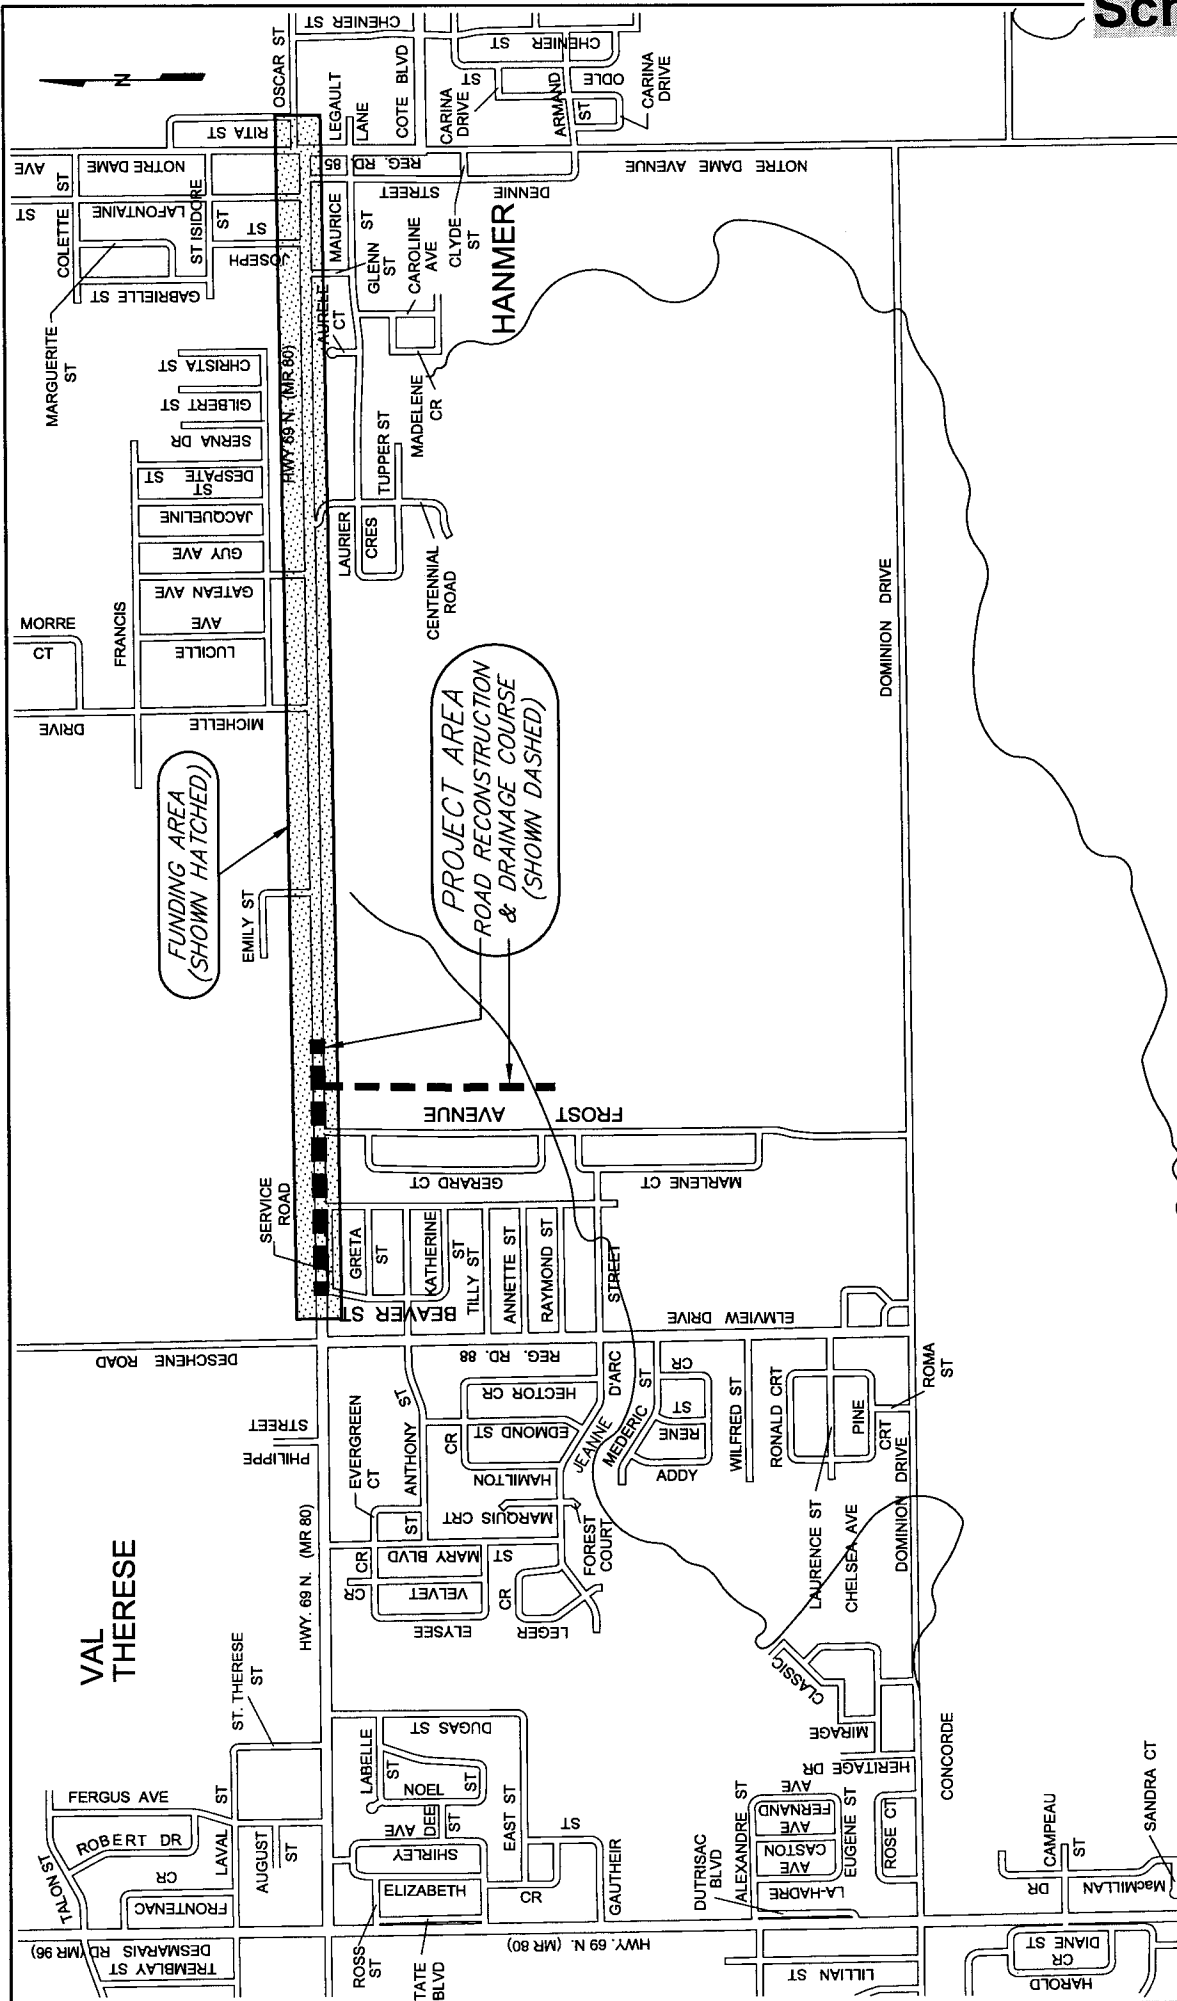 Sch
CHENIER ST
OSCAR ST
CHENIER ST
N
LEGAULT
LANE
COTE BLVD
CARINA
DRIVE
ST
ODLE
ARMAND
ST
CARINA
DRIVE
RITA ST
AVE
NOTRE DAME
REG. RD 85
NOTRE DAME AVENUE
ST
COLETTE ST
LAFONTAINE
ST ISIDORE
ST
JOSEPH
ST
MAURICE ST
DENNIE STREET
CLYDE
ST
HANMER
GABRIELLE ST
MARGUERITE
ST
GLENN
ST
CAROLINE
AVE
AURELE
CT
MADELENE
CR
CHRISTA ST
GILBERT ST
SERNA DR
DESPATE ST
JACQUELINE ST
GUY AVE
GATEAN AVE
LUCILLE AVE
FRANCIS
MORRE
CT
MICHELLE DRIVE
HWY 69 N. (MR 80)
LAURIER
CRES
TUPPER ST
CENTENNIAL
ROAD
DOMINION DRIVE
FUNDING AREA
(SHOWN HATCHED)
EMILY ST
PROJECT AREA
ROAD RECONSTRUCTION
& DRAINAGE COURSE
(SHOWN DASHED)
FROST AVENUE
SERVICE
ROAD
GERARD CT
MARLENE CT
GRETA
ST
KATHERINE
ST
TILLY ST
ANNETTE ST
RAYMOND ST
STREET
BEAVER ST
ELMVIEW DRIVE
DESCHENE ROAD
REG. RD. 88
PHILIPPE STREET
EVERGREEN
CT
ANTHONY ST
HECTOR CR
CR
EDMOND ST
HAMILTON
JEANNE D'ARC
MEDERIC ST
CR
RENE ST
ADDY
WILFRED ST
RONALD CRT
PINE
CRT
ROMA
ST
LAURENCE ST
CHELSEA AVE
DOMINION DRIVE
MARQUIS CRT
FOREST
COURT
ST
CR
CR
MARY BLVD
VELVET
ELYSEE
ST
CR
LEGER
VAL
THERESE
HWY. 69 N. (MR 80)
ST. THERESE
ST
CLASSIC
MIRAGE
HERITAGE DR
CONCORDE
LABELLE
ST
DUGAS ST
NOEL
ST
DEE
ST
SHIRLEY AVE
EAST ST
ST
GAUTHEIR
ELIZABETH
CR
FERGUS AVE
ROBERT DR
TALON ST
CR
FRONTENAC
LAVAL ST
AUGUST
ST
ROSS
ST
TATE
BLVD
DESMARAIS RD (MR 96)
TREMBLAY ST
HWY. 69 N. (MR 80)
DUTRISAC
BLVD
ALEXANDRE ST
FERNAND AVE
CASTON AVE
LA-HADRE
EUGENE ST
ROSE CT
LILLIAN ST
CAMPEAU
ST
SANDRA CT
MacMILLAN DR
DIANE ST
CR
HAROLD